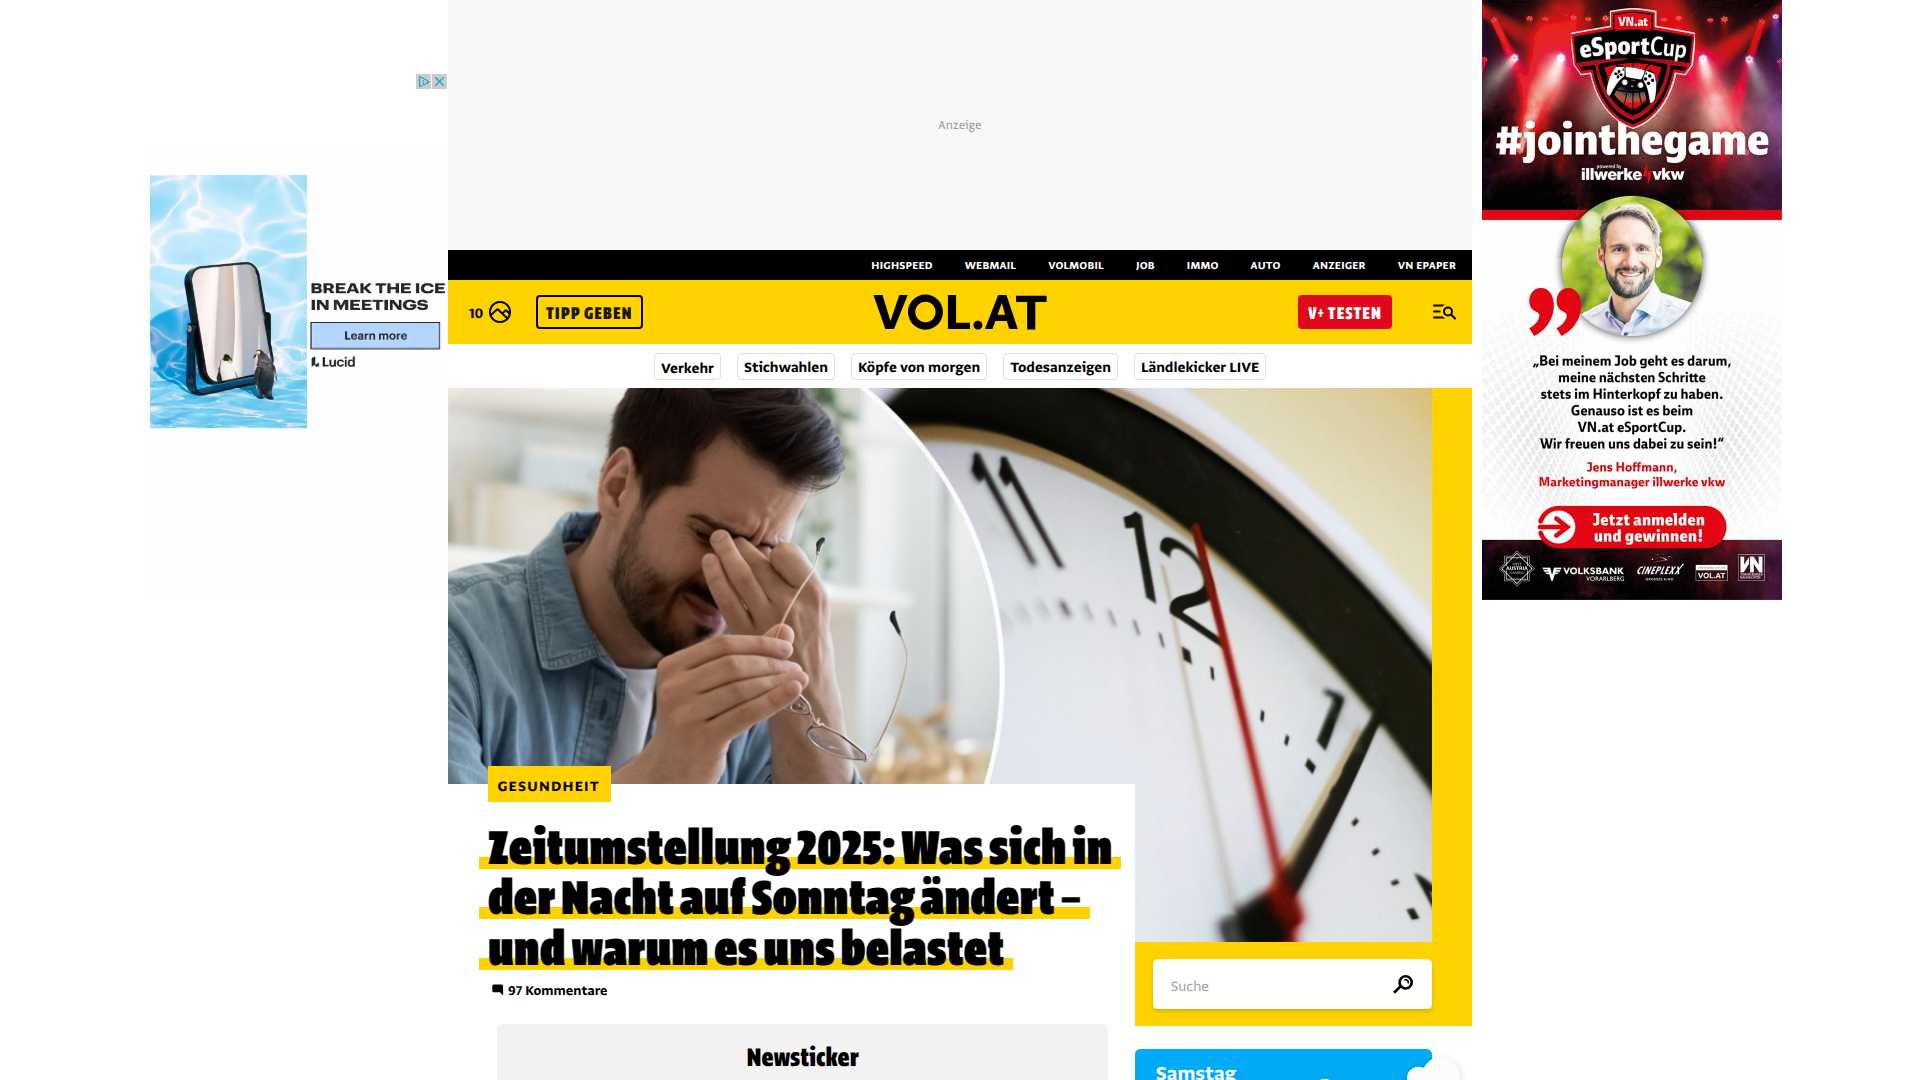 Anzeige
HIGHSPEED WEBMAIL VOLMOBIL JOB IMMO AUTO ANZEIGER VN EPAPER
10 TIPP GEBEN VOL.AT V+ TESTEN
Verkehr Stichwahlen Köpfe von morgen Todesanzeigen Ländlekicker LIVE
BREAK THE ICE
IN MEETINGS
Learn more
Lucid
11 12 1
GESUNDHEIT
Zeitumstellung 2025: Was sich in
der Nacht auf Sonntag ändert –
und warum es uns belastet
97 Kommentare
Newsticker
Suche
Samstag
VN.at
eSportCup
#jointhegame
powered by
illwerke vkw
„Bei meinem Job geht es darum,
meine nächsten Schritte
stets im Hinterkopf zu haben.
Genauso ist es beim
VN.at eSportCup.
Wir freuen uns dabei zu sein!“
Jens Hoffmann,
Marketingmanager illwerke vkw
Jetzt anmelden
und gewinnen!
VOLKSBANK
VORARLBERG
CINEPLEXX
VOL.AT
VN